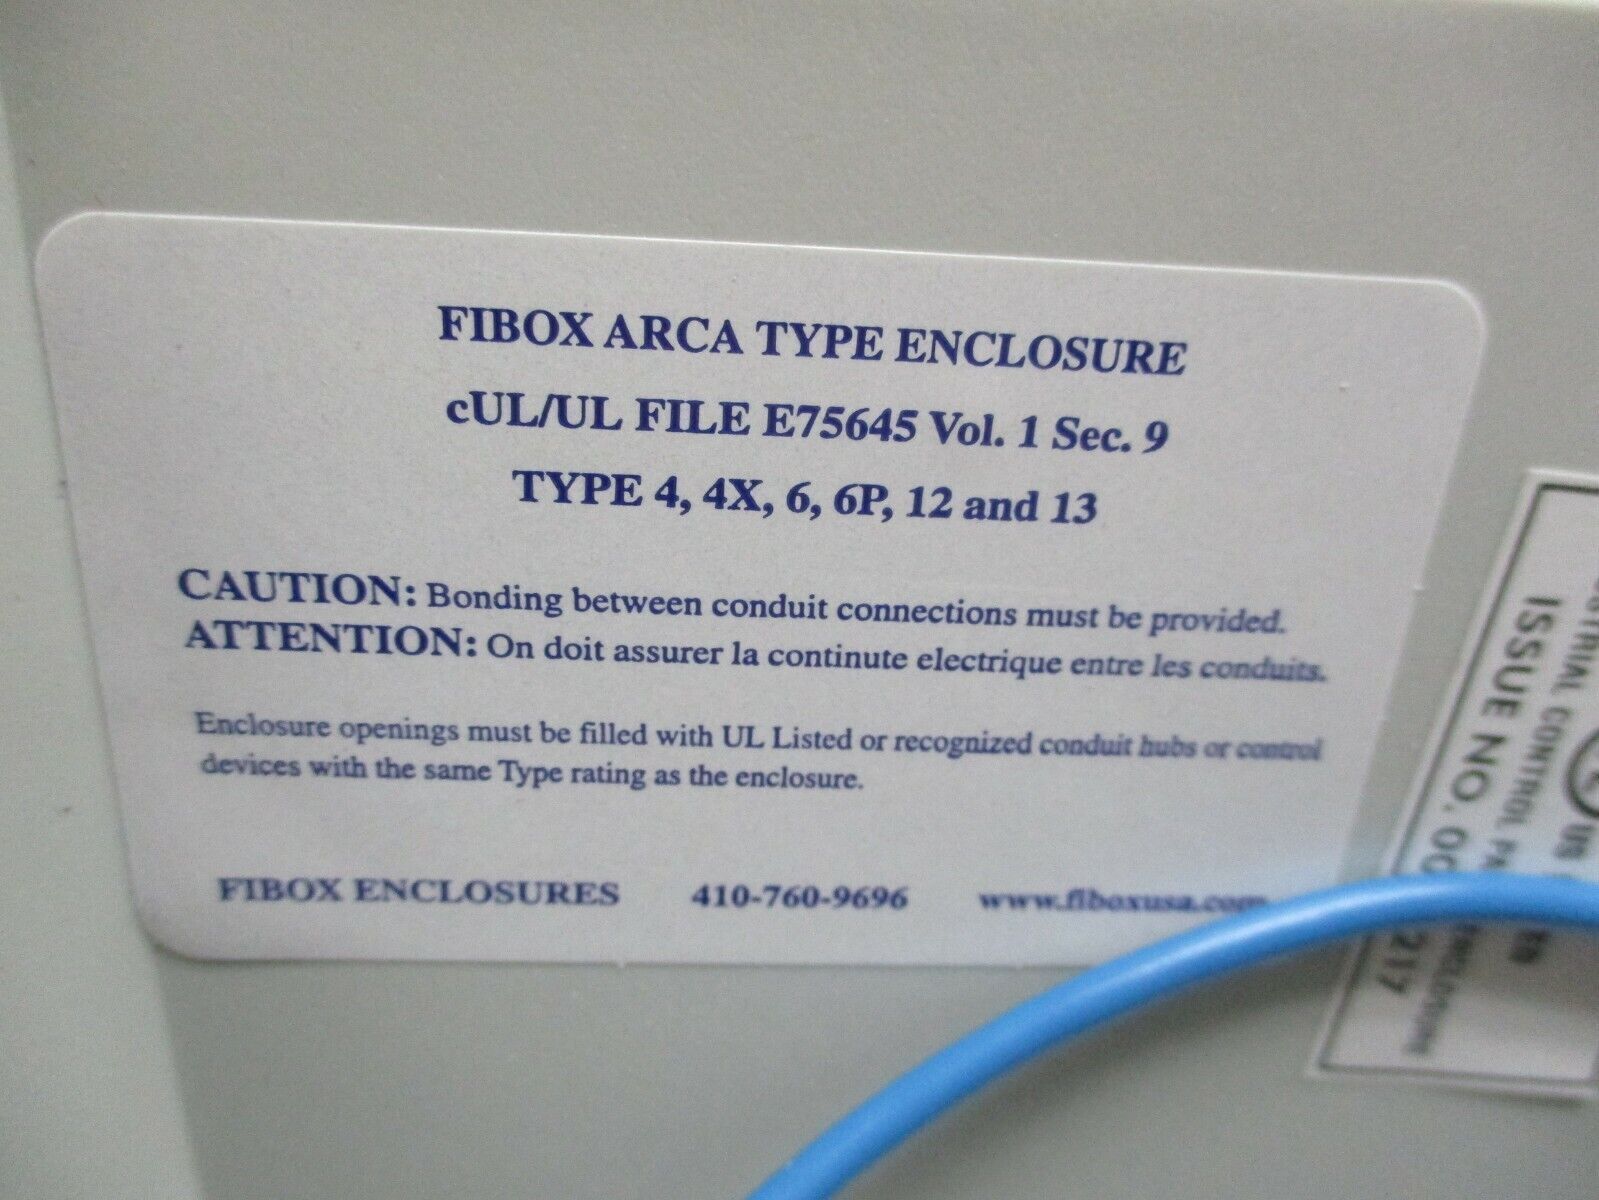 FIBOX ARCA TYPE ENCLOSURE
cUL/UL FILE E75645 Vol. 1 Sec. 9
TYPE 4, 4X, 6, 6P, 12 and 13
CAUTION: Bonding between conduit connections must be provided.
ATTENTION: On doit assurer la continute electrique entre les conduits.
Enclosure openings must be filled with UL Listed or recognized conduit hubs or control
devices with the same Type rating as the enclosure.
FIBOX ENCLOSURES 410-760-9696 www.fiboxusa.com
US
CONTROL
ISSUE NO.
217